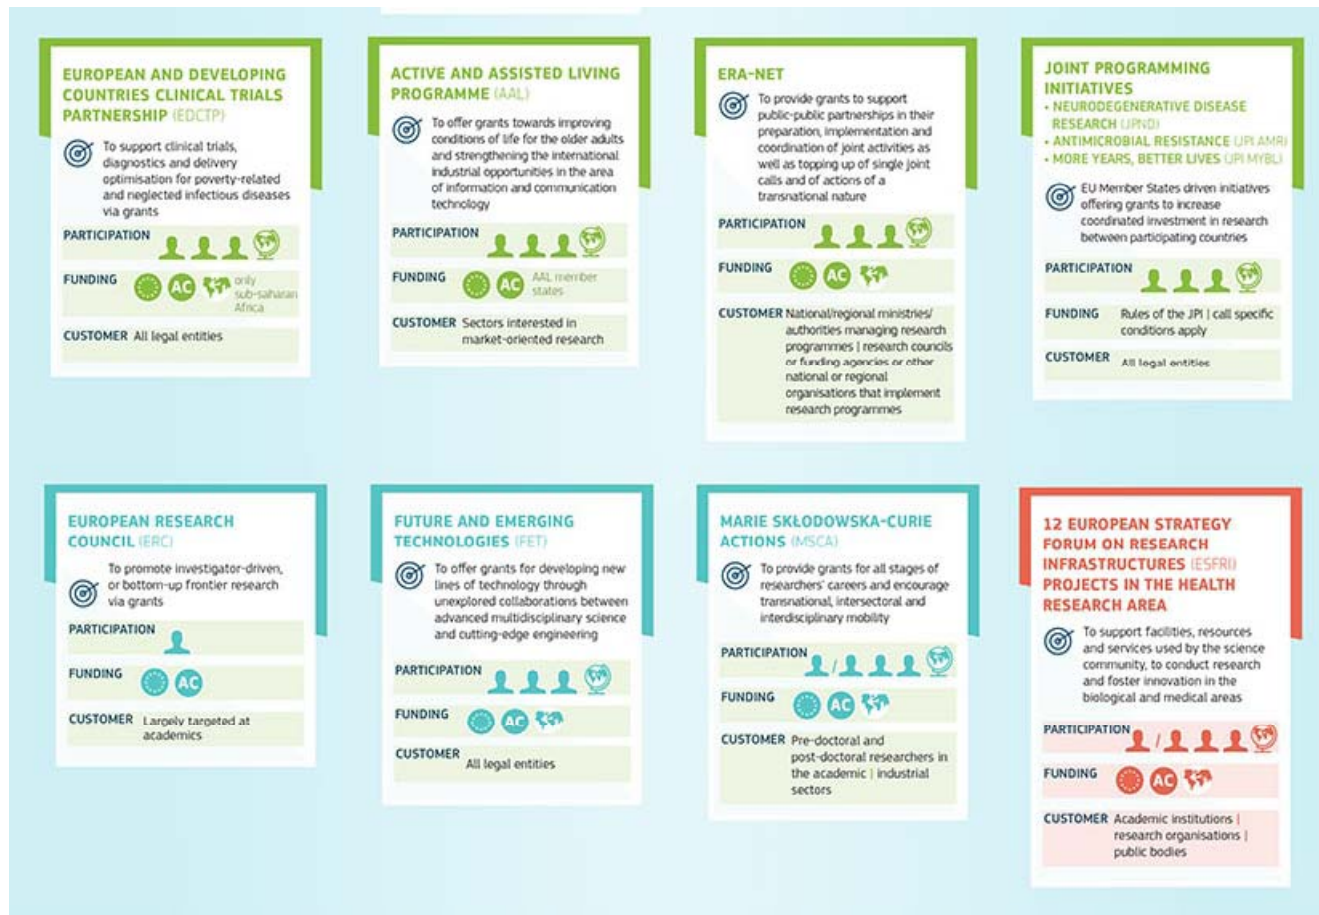 EUROPEAN AND DEVELOPING
COUNTRIES CLINICAL TRIALS
PARTNERSHIP (EDCTP)
To support clinical trials,
diagnostics and delivery
optimisation for poverty-related
and neglected infectious diseases
via grants
PARTICIPATION
FUNDING
AC
only
sub-saharan
Africa
CUSTOMER All legal entities
ACTIVE AND ASSISTED LIVING
PROGRAMME (AAL)
To offer grants towards improving
conditions of life for the older adults
and strengthening the international
industrial opportunities in the area
of information and communication
technology
PARTICIPATION
FUNDING
AC
AAL member
states
CUSTOMER Sectors interested in
market-oriented research
ERA-NET
To provide grants to support
public-public partnerships in their
preparation, implementation and
coordination of joint activities as
well as topping up of single joint
calls and of actions of a
transnational nature
PARTICIPATION
FUNDING
AC
CUSTOMER National/regional ministries/
authorities managing research
programmes | research councils
or funding agencies or other
national or regional
organisations that implement
research programmes
JOINT PROGRAMMING
INITIATIVES
• NEURODEGENERATIVE DISEASE
RESEARCH (JPND)
• ANTIMICROBIAL RESISTANCE (JPI AMR)
• MORE YEARS, BETTER LIVES (JPI MYBL)
EU Member States driven initiatives
offering grants to increase
coordinated investment in research
between participating countries
PARTICIPATION
FUNDING Rules of the JPI | call specific
conditions apply
CUSTOMER All legal entities
EUROPEAN RESEARCH
COUNCIL (ERC)
To promote investigator-driven,
or bottom-up frontier research
via grants
PARTICIPATION
FUNDING
AC
CUSTOMER Largely targeted at
academics
FUTURE AND EMERGING
TECHNOLOGIES (FET)
To offer grants for developing new
lines of technology through
unexplored collaborations between
advanced multidisciplinary science
and cutting-edge engineering
PARTICIPATION
FUNDING
AC
CUSTOMER All legal entities
MARIE SKŁODOWSKA-CURIE
ACTIONS (MSCA)
To provide grants for all stages of
researchers' careers and encourage
transnational, intersectoral and
interdisciplinary mobility
PARTICIPATION /
FUNDING
AC
CUSTOMER Pre-doctoral and
post-doctoral researchers in
the academic | industrial
sectors
12 EUROPEAN STRATEGY
FORUM ON RESEARCH
INFRASTRUCTURES (ESFRI)
PROJECTS IN THE HEALTH
RESEARCH AREA
To support facilities, resources
and services used by the science
community, to conduct research
and foster innovation in the
biological and medical areas
PARTICIPATION /
FUNDING
AC
CUSTOMER Academic institutions |
research organisations |
public bodies